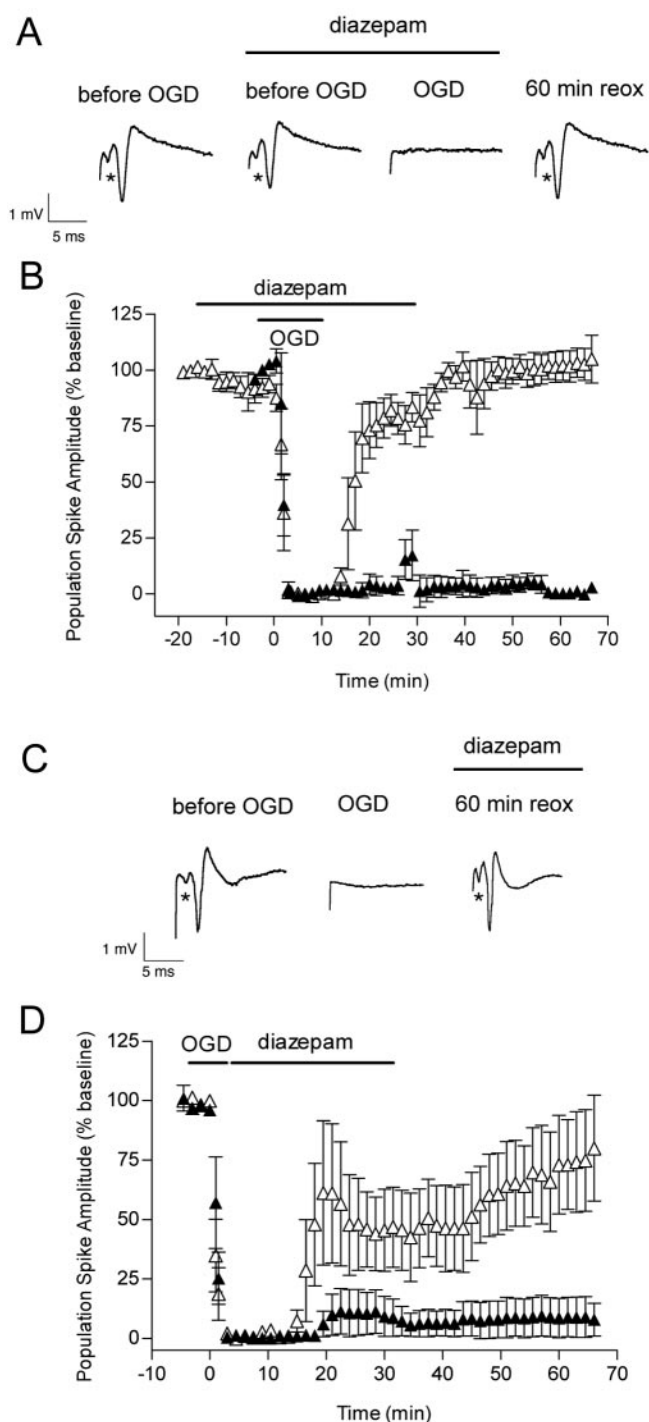 A
diazepam
before OGD before OGD OGD 60 min reox
* * *
1 mV
5 ms
B
diazepam
OGD
Population Spike Amplitude (% baseline)
125
100
75
50
25
0
-20 -10 0 10 20 30 40 50 60 70
Time (min)
C
diazepam
before OGD OGD 60 min reox
* *
1 mV
5 ms
D
OGD diazepam
Population Spike Amplitude (% baseline)
125
100
75
50
25
0
-10 0 10 20 30 40 50 60 70
Time (min)